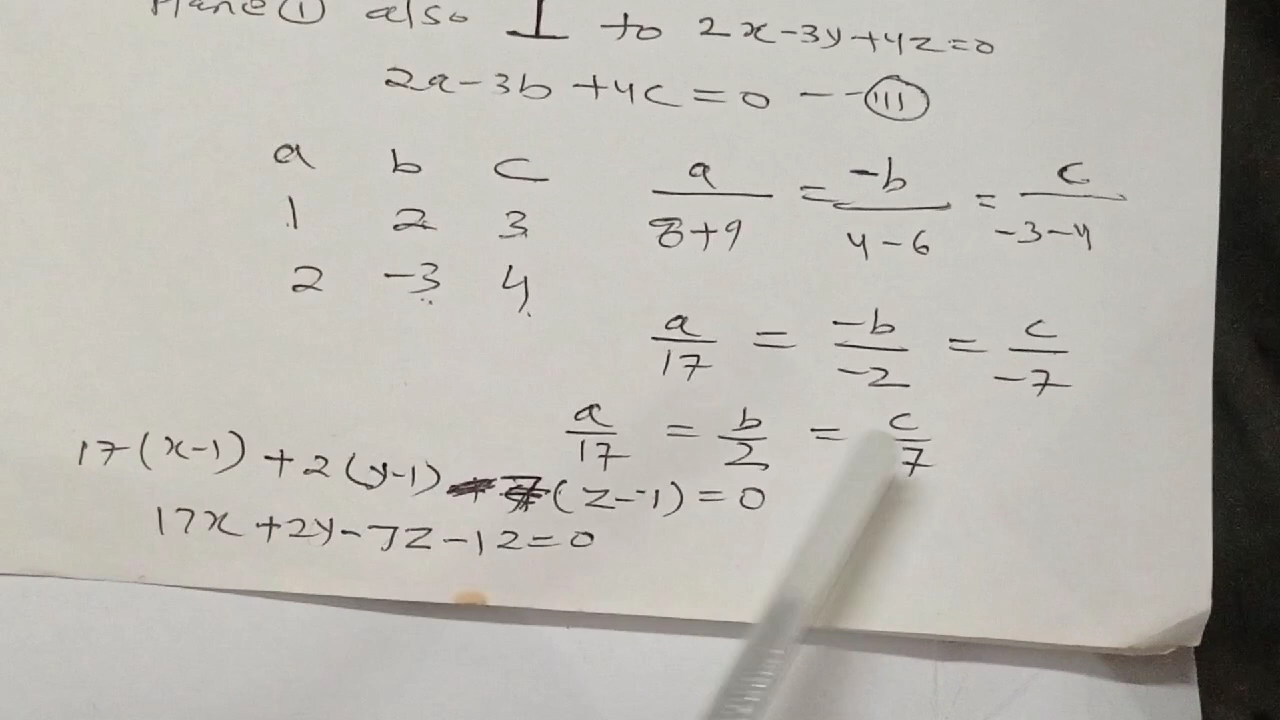 Plane ① also ⊥ to 2x-3y+4z=0
2a-3b+4c=0 --(III)
a b c
1 2 3
2 -3 4
a/8+9 = -b/4-6 = c/-3-4
a/17 = -b/-2 = c/-7
a/17 = b/2 = c/7
17(x-1)+2(y-1) (z-1)=0
17x+2y-7z-12=0